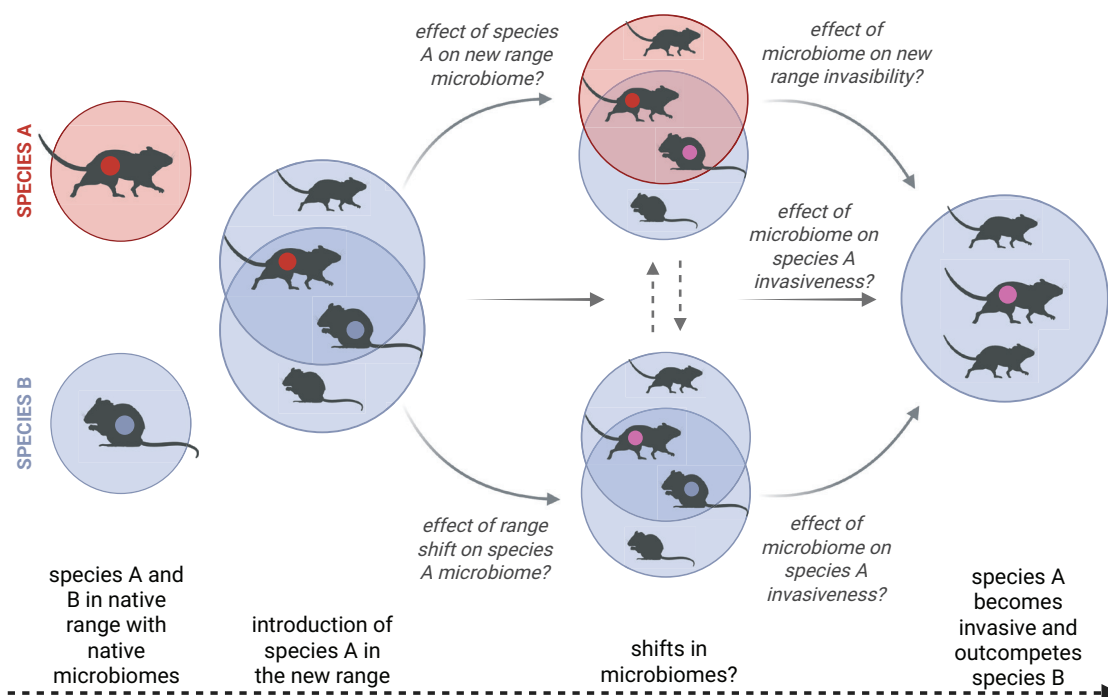 SPECIES A
SPECIES B
effect of species
A on new range
microbiome?
effect of
microbiome on new
range invasibility?
effect of
microbiome on
species A
invasiveness?
effect of range
shift on species
A microbiome?
effect of
microbiome on
species A
invasiveness?
species A and
B in native
range with
native
microbiomes
introduction of
species A in
the new range
shifts in
microbiomes?
species A
becomes
invasive and
outcompetes
species B